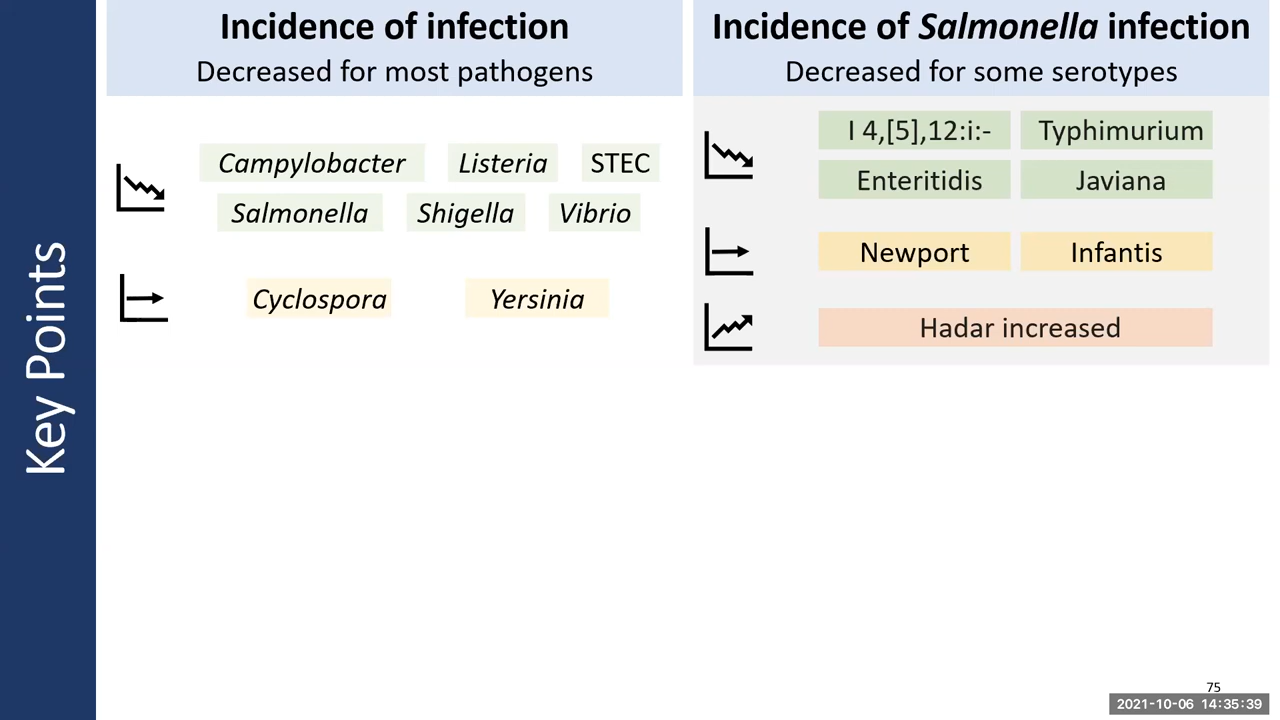 Key Points
Incidence of infection
Decreased for most pathogens
Campylobacter Listeria STEC
Salmonella Shigella Vibrio
Cyclospora Yersinia
Incidence of Salmonella infection
Decreased for some serotypes
I 4,[5],12:i:- Typhimurium
Enteritidis Javiana
Newport Infantis
Hadar increased
75
2021-10-06 14:35:39